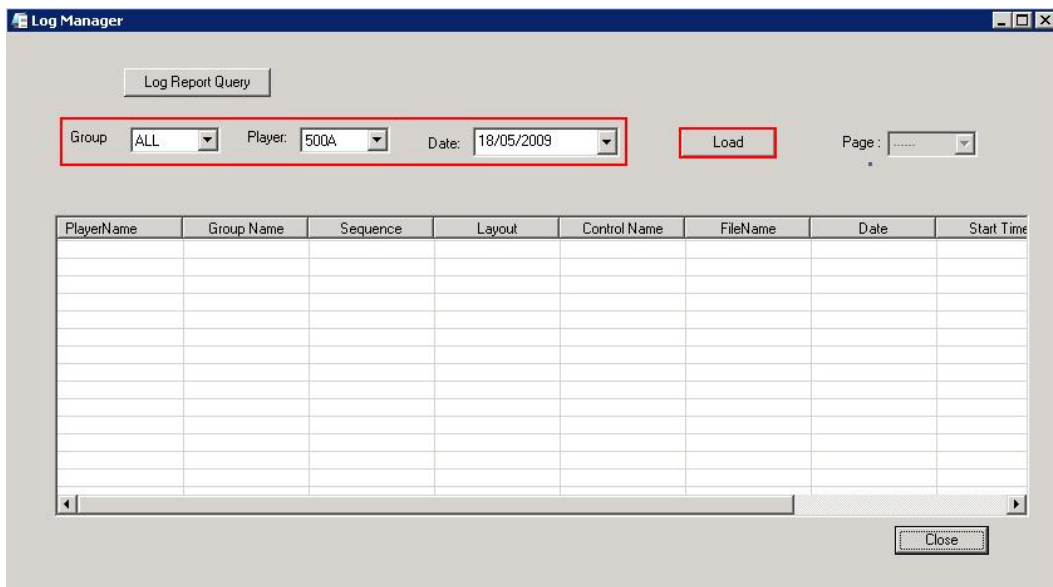 Log Manager
Log Report Query
Group ALL Player: 500A Date: 18/05/2009 Load Page : ......
PlayerName Group Name Sequence Layout Control Name FileName Date Start Time
Close